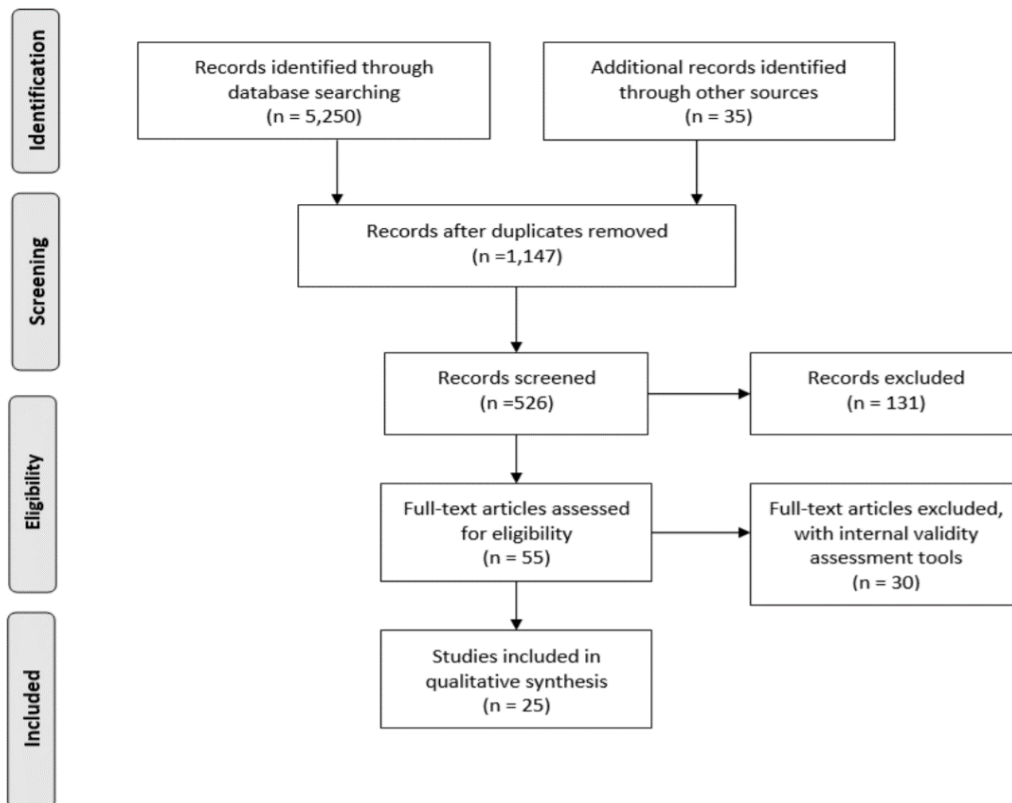 Identification
Records identified through
database searching
(n = 5,250)
Additional records identified
through other sources
(n = 35)
Screening
Records after duplicates removed
(n =1,147)
Records screened
(n =526)
Records excluded
(n = 131)
Eligibility
Full-text articles assessed
for eligibility
(n = 55)
Full-text articles excluded,
with internal validity
assessment tools
(n = 30)
Included
Studies included in
qualitative synthesis
(n = 25)